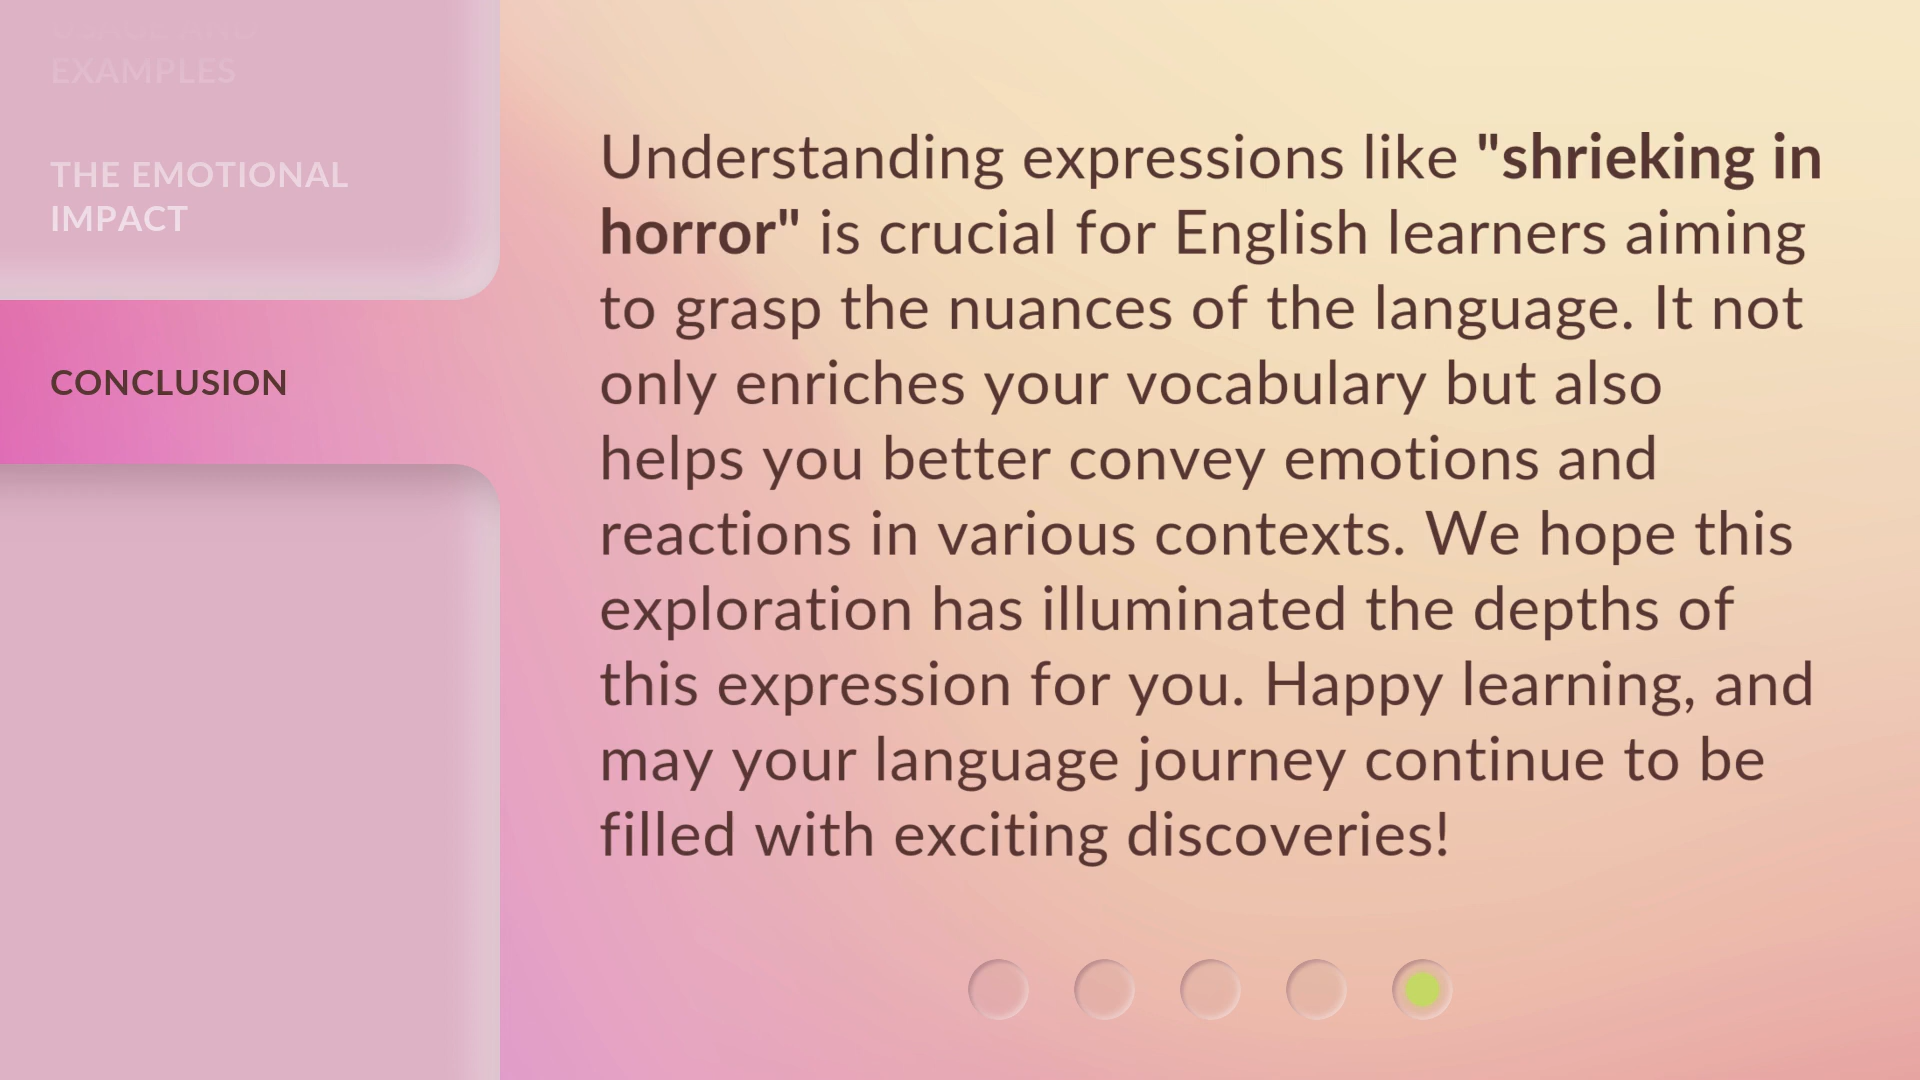 EXAMPLES
THE EMOTIONAL
IMPACT
CONCLUSION
Understanding expressions like "shrieking in
horror" is crucial for English learners aiming
to grasp the nuances of the language. It not
only enriches your vocabulary but also
helps you better convey emotions and
reactions in various contexts. We hope this
exploration has illuminated the depths of
this expression for you. Happy learning, and
may your language journey continue to be
filled with exciting discoveries!